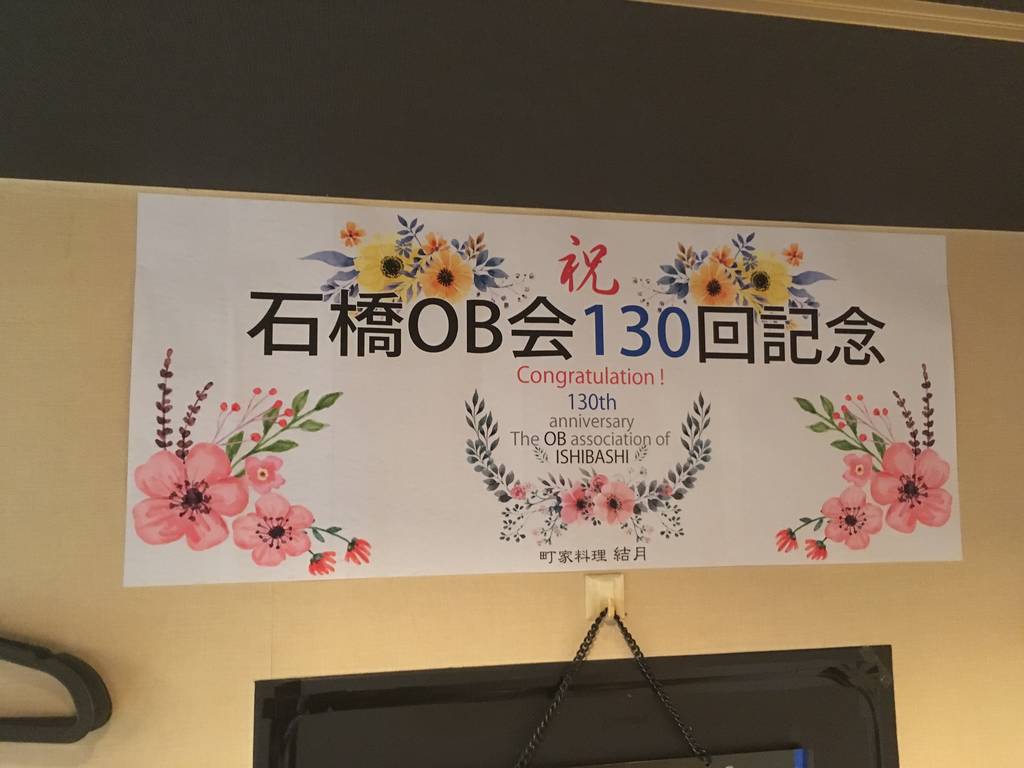 祝
石橋OB会130回記念
Congratulation !
130th
anniversary
The OB association of
ISHIBASHI
町家料理 結月